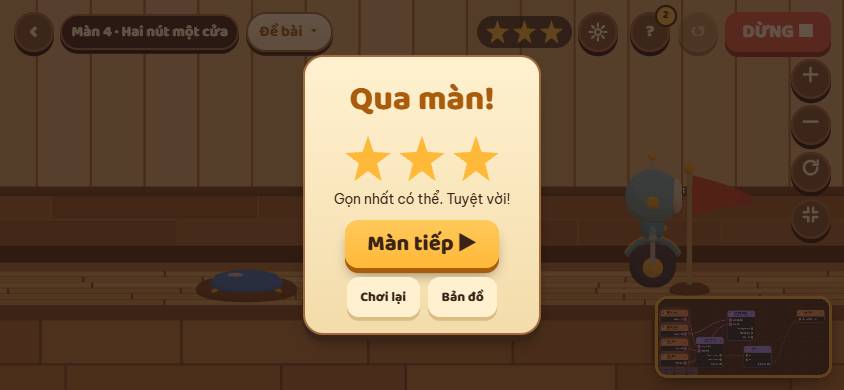 Màn 4 · Hai nút một cửa
Đề bài
2
?
DỪNG
Qua màn!
Gọn nhất có thể. Tuyệt vời!
Màn tiếp ▶
Chơi lại
Bản đồ